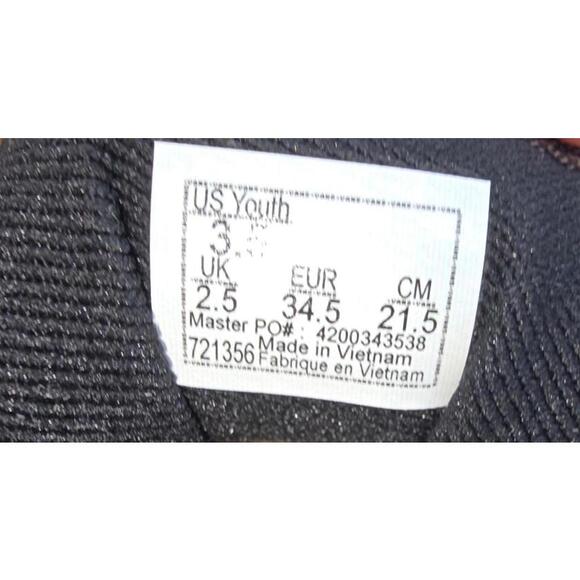 US Youth
3.5
UK EUR CM
2.5 34.5 21.5
Master PO# : 4200343538
721356 Made in Vietnam
Fabrique en Vietnam